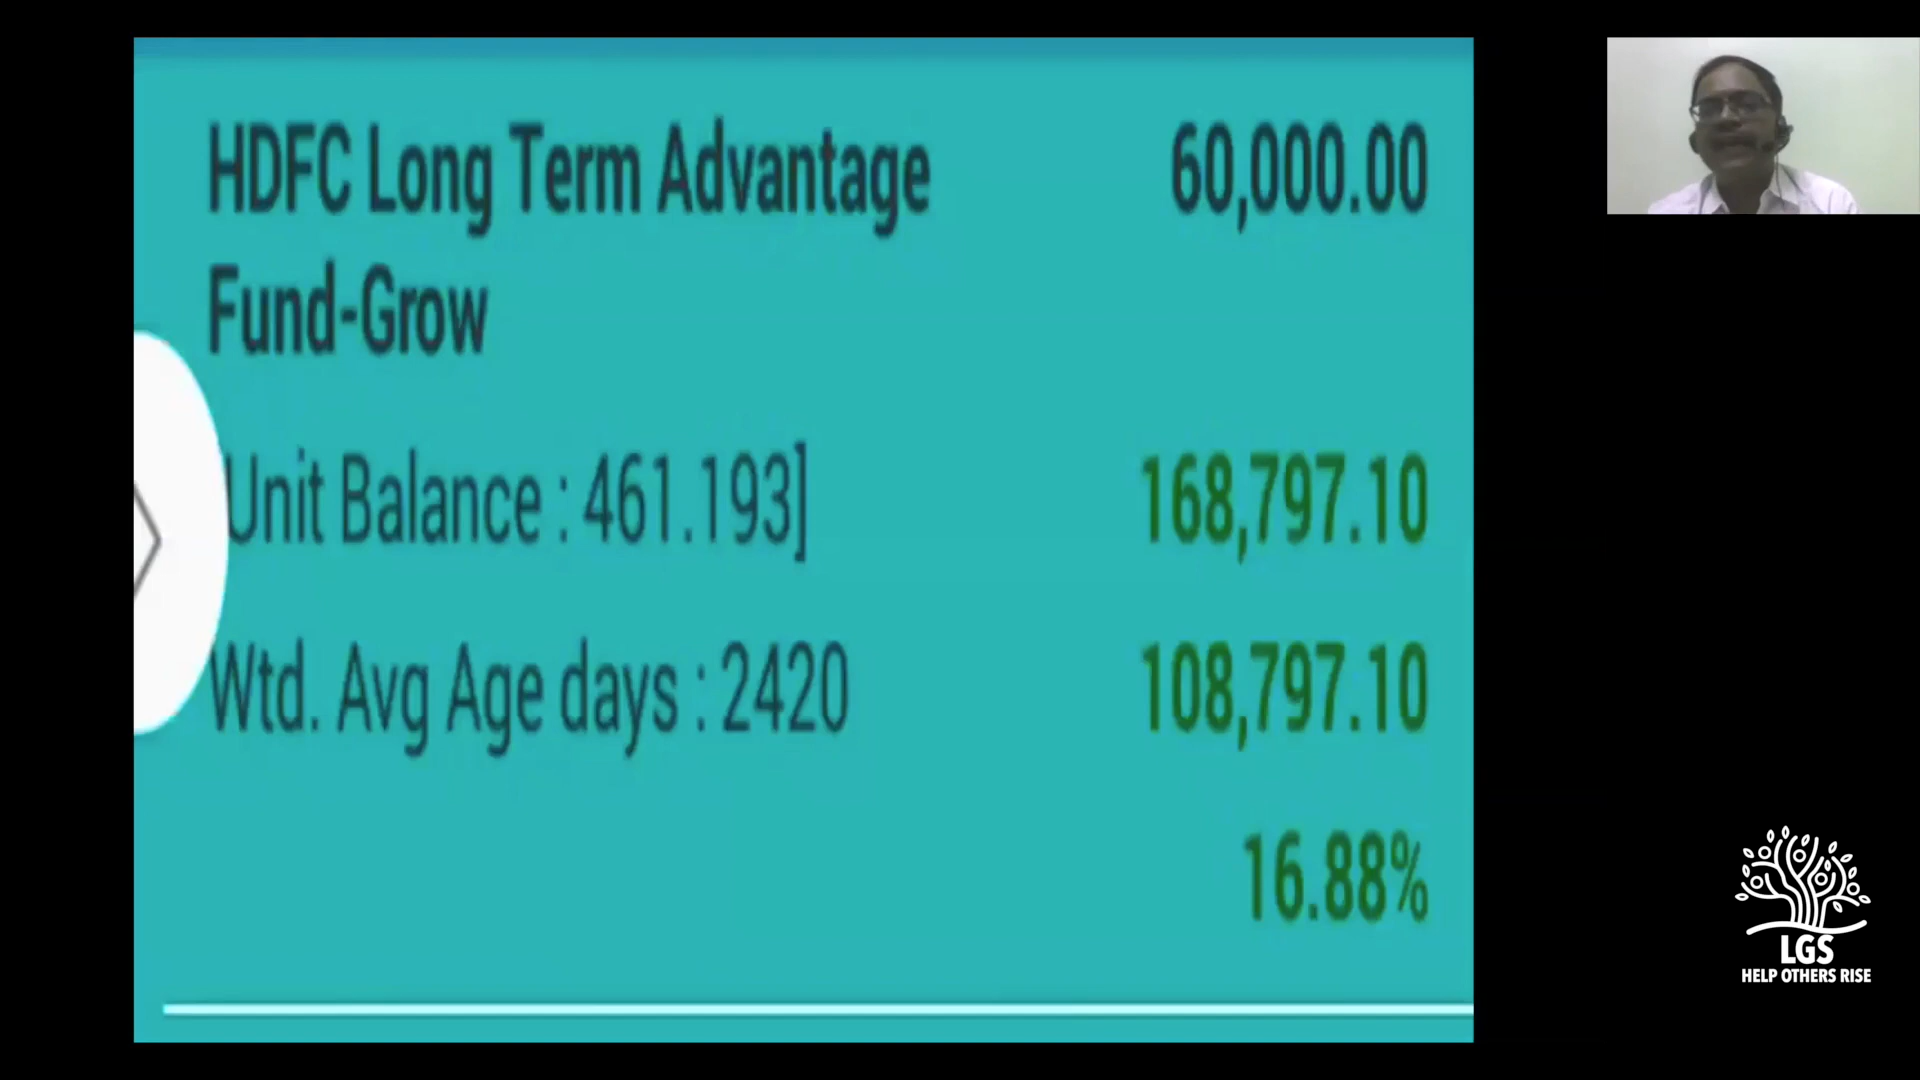 HDFC Long Term Advantage 60,000.00
Fund-Grow
Unit Balance : 461.193] 168,797.10
Wtd. Avg Age days : 2420 108,797.10
16.88%
LGS
HELP OTHERS RISE